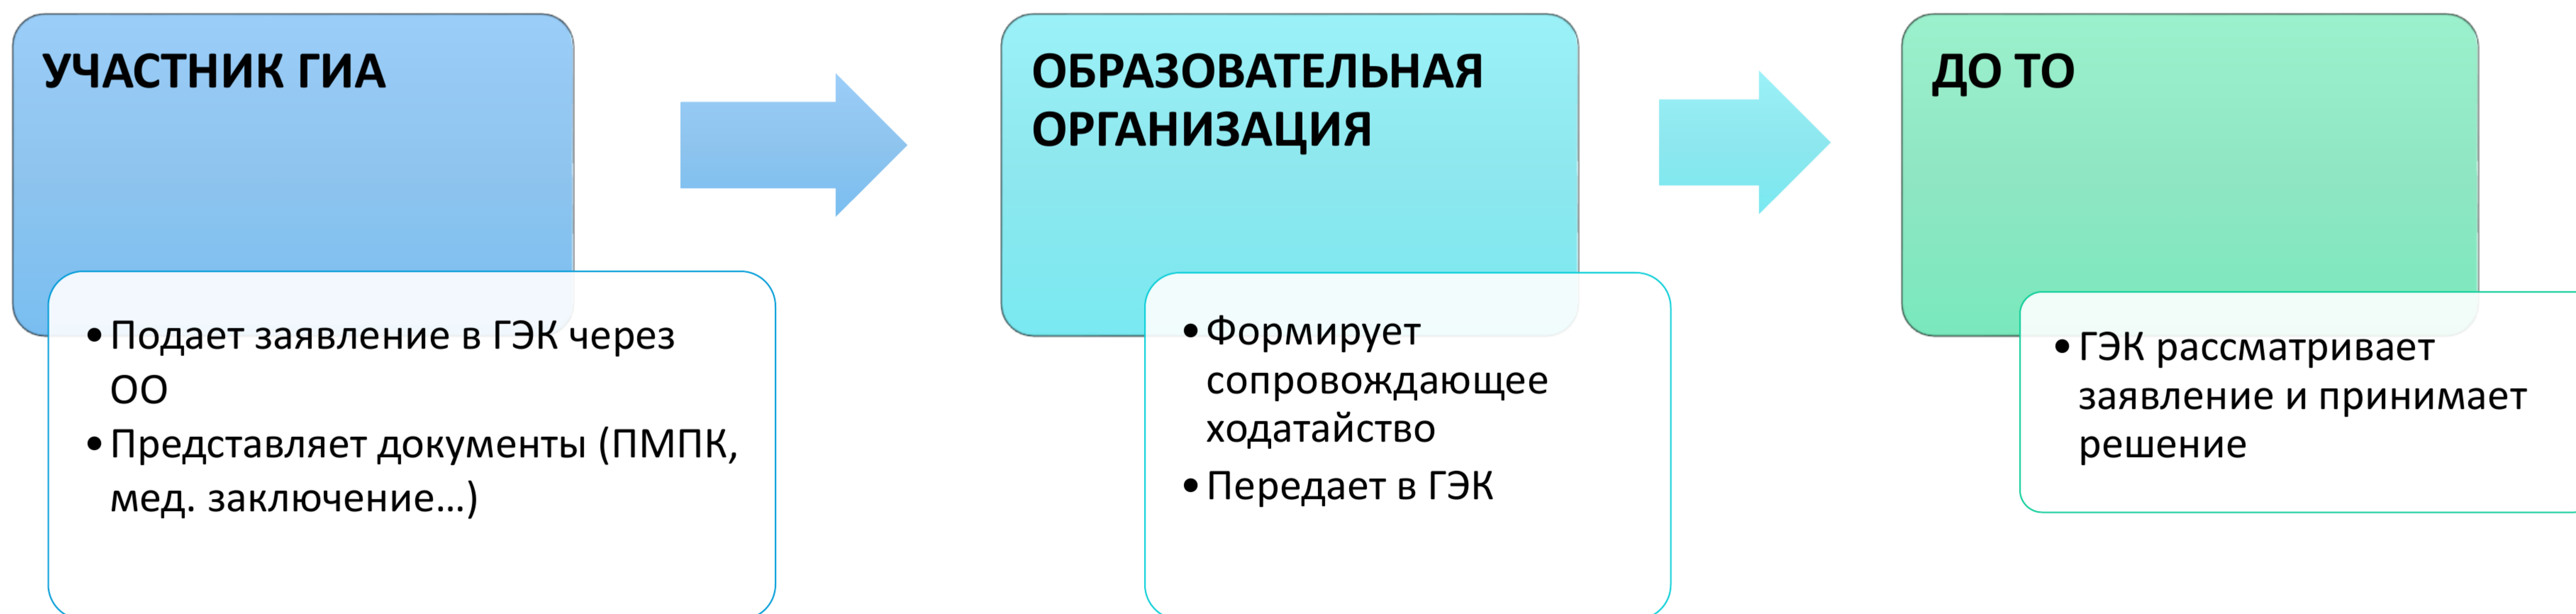 УЧАСТНИК ГИА
• Подает заявление в ГЭК через
ОО
• Представляет документы (ПМПК,
мед. заключение...)
ОБРАЗОВАТЕЛЬНАЯ
ОРГАНИЗАЦИЯ
• Формирует
сопровождающее
ходатайство
• Передает в ГЭК
ДО ТО
• ГЭК рассматривает
заявление и принимает
решение